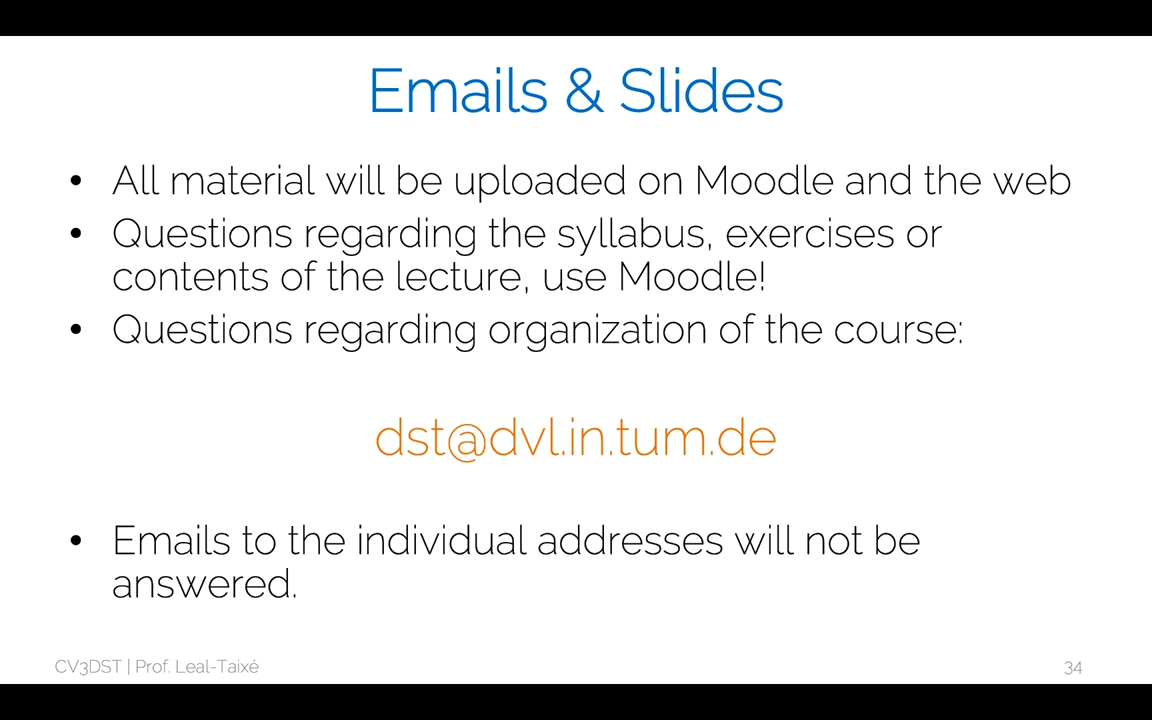 Emails & Slides
• All material will be uploaded on Moodle and the web
• Questions regarding the syllabus, exercises or
contents of the lecture, use Moodle!
• Questions regarding organization of the course:
dst@dvl.in.tum.de
• Emails to the individual addresses will not be
answered.
CV3DST | Prof. Leal-Taixé
34